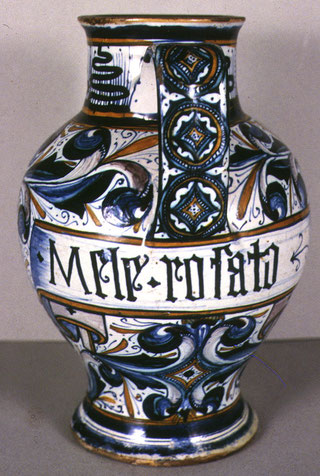 · Mele · rosato